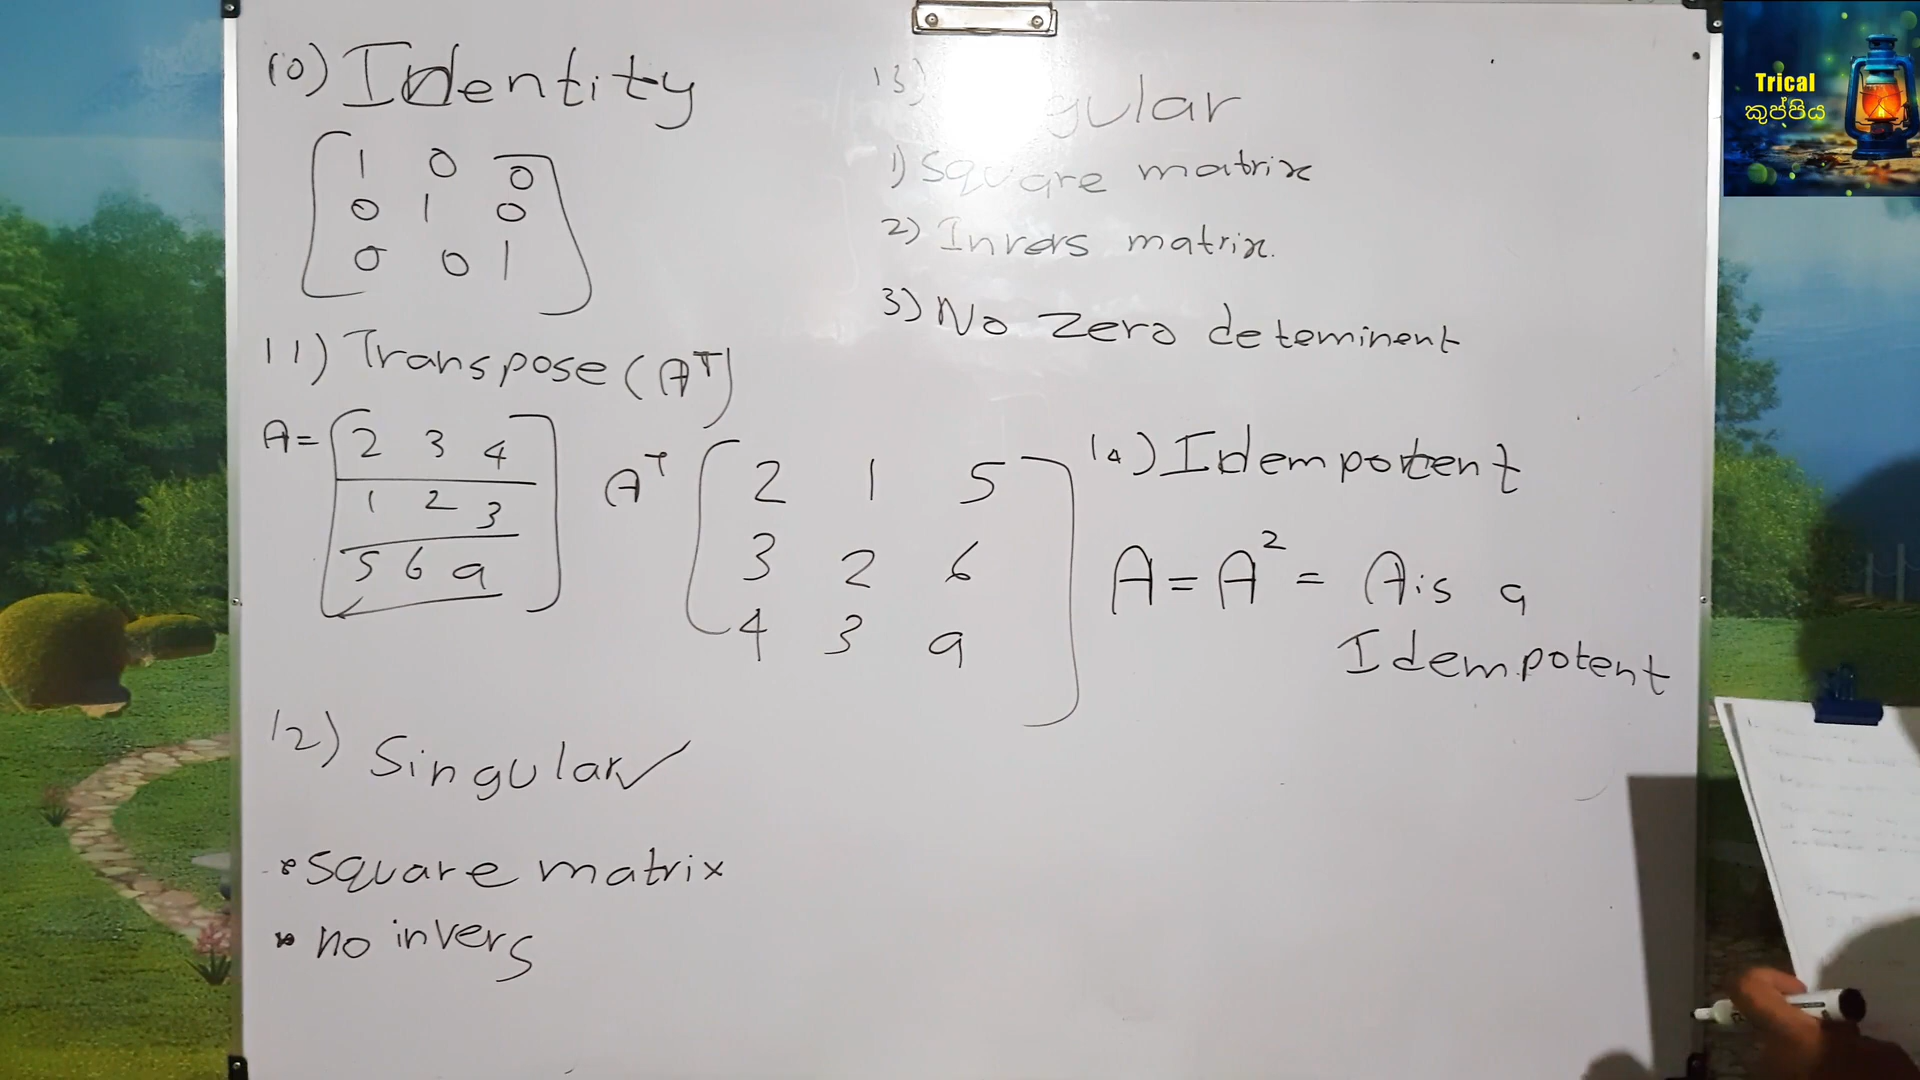 10) Identity
1 0 0
0 1 0
0 0 1
11) Transpose (A^T)
A = 2 3 4
1 2 3
5 6 9
A^T 2 1 5
3 2 6
4 3 9
12) Singular ✓
• square matrix
• no invers
13) gular
1) Square matrix
2) Invers matrix.
3) No zero deteminent
14) Idempotent
A = A² = A is a
Idempotent
Trical
කුප්පිය